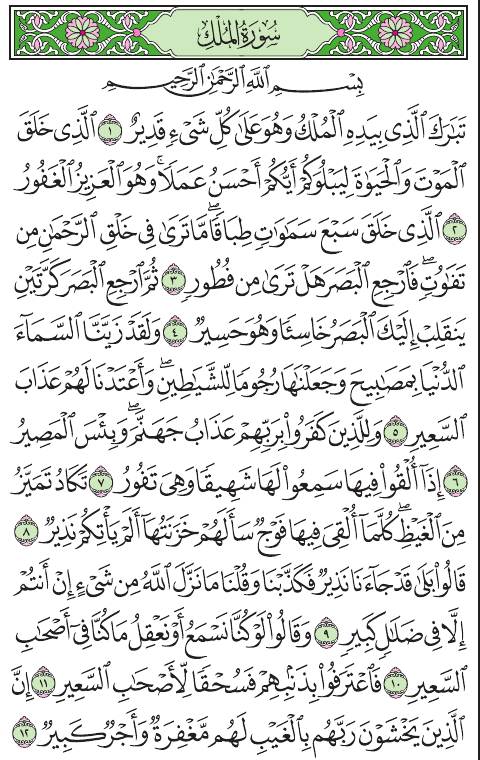 سُورَةُ المُلْكِ
بِسْمِ ٱللَّهِ ٱلرَّحْمَٰنِ ٱلرَّحِيمِ
تَبَٰرَكَ ٱلَّذِى بِيَدِهِ ٱلْمُلْكُ وَهُوَ عَلَىٰ كُلِّ شَىْءٍ قَدِيرٌ ١ ٱلَّذِى خَلَقَ
ٱلْمَوْتَ وَٱلْحَيَوٰةَ لِيَبْلُوَكُمْ أَيُّكُمْ أَحْسَنُ عَمَلًا ۚ وَهُوَ ٱلْعَزِيزُ ٱلْغَفُورُ
٢ ٱلَّذِى خَلَقَ سَبْعَ سَمَٰوَٰتٍ طِبَاقًا ۖ مَّا تَرَىٰ فِى خَلْقِ ٱلرَّحْمَٰنِ مِن
تَفَٰوُتٍ ۖ فَٱرْجِعِ ٱلْبَصَرَ هَلْ تَرَىٰ مِن فُطُورٍ ٣ ثُمَّ ٱرْجِعِ ٱلْبَصَرَ كَرَّتَيْنِ
يَنقَلِبْ إِلَيْكَ ٱلْبَصَرُ خَاسِئًا وَهُوَ حَسِيرٌ ٤ وَلَقَدْ زَيَّنَّا ٱلسَّمَآءَ
ٱلدُّنْيَا بِمَصَٰبِيحَ وَجَعَلْنَٰهَا رُجُومًا لِّلشَّيَٰطِينِ ۖ وَأَعْتَدْنَا لَهُمْ عَذَابَ
ٱلسَّعِيرِ ٥ وَلِلَّذِينَ كَفَرُوا۟ بِرَبِّهِمْ عَذَابُ جَهَنَّمَ ۖ وَبِئْسَ ٱلْمَصِيرُ
٦ إِذَآ أُلْقُوا۟ فِيهَا سَمِعُوا۟ لَهَا شَهِيقًا وَهِىَ تَفُورُ ٧ تَكَادُ تَمَيَّزُ
مِنَ ٱلْغَيْظِ ۖ كُلَّمَآ أُلْقِىَ فِيهَا فَوْجٌ سَأَلَهُمْ خَزَنَتُهَآ أَلَمْ يَأْتِكُمْ نَذِيرٌ ٨
قَالُوا۟ بَلَىٰ قَدْ جَآءَنَا نَذِيرٌ فَكَذَّبْنَا وَقُلْنَا مَا نَزَّلَ ٱللَّهُ مِن شَىْءٍ إِنْ أَنتُمْ
إِلَّا فِى ضَلَٰلٍ كَبِيرٍ ٩ وَقَالُوا۟ لَوْ كُنَّا نَسْمَعُ أَوْ نَعْقِلُ مَا كُنَّا فِىٓ أَصْحَٰبِ
ٱلسَّعِيرِ ١٠ فَٱعْتَرَفُوا۟ بِذَنۢبِهِمْ فَسُحْقًا لِّأَصْحَٰبِ ٱلسَّعِيرِ ١١ إِنَّ
ٱلَّذِينَ يَخْشَوْنَ رَبَّهُم بِٱلْغَيْبِ لَهُم مَّغْفِرَةٌ وَأَجْرٌ كَبِيرٌ ١٢